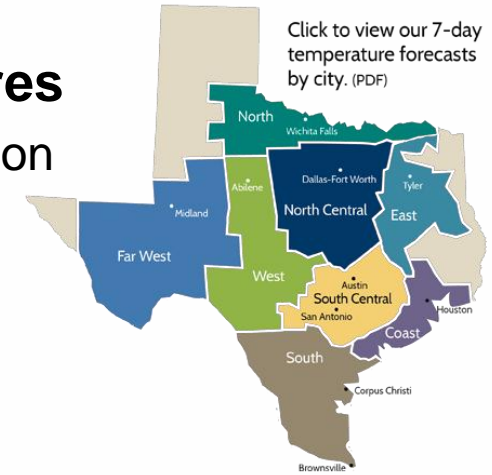 Click to view our 7-day
temperature forecasts
by city. (PDF)
res
on
North
Wichita Falls
Abilene
Dallas-Fort Worth
Tyler
Midland
North Central
East
Far West
West
Austin
South Central
San Antonio
Houston
Coast
South
Corpus Christi
Brownsville